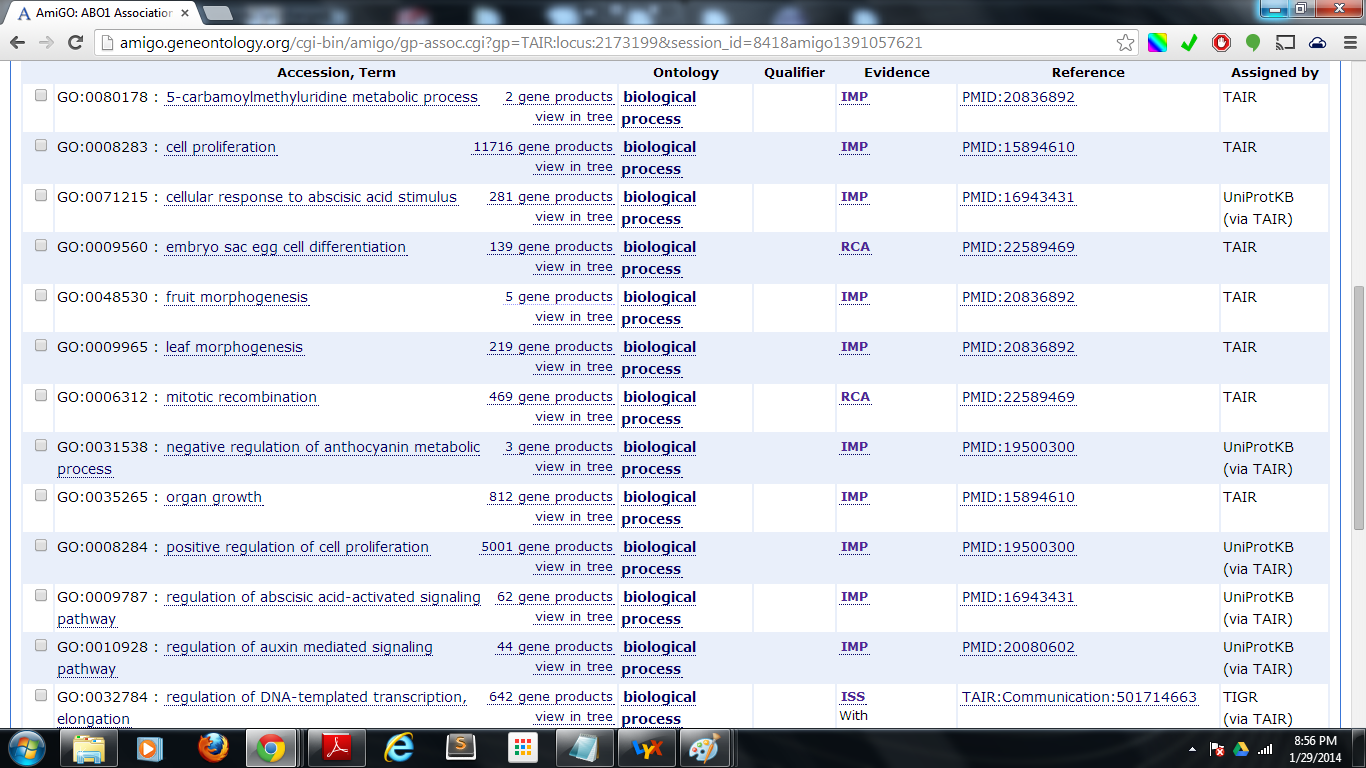 AmiGO: ABO1 Association
amigo.geneontology.org/cgi-bin/amigo/gp-assoc.cgi?gp=TAIR:locus:2173199&session_id=8418amigo1391057621
Accession, Term Ontology Qualifier Evidence Reference Assigned by
GO:0080178 : 5-carbamoylmethyluridine metabolic process 2 gene products biological IMP PMID:20836892 TAIR
view in tree process
GO:0008283 : cell proliferation 11716 gene products biological IMP PMID:15894610 TAIR
view in tree process
GO:0071215 : cellular response to abscisic acid stimulus 281 gene products biological IMP PMID:16943431 UniProtKB
view in tree process (via TAIR)
GO:0009560 : embryo sac egg cell differentiation 139 gene products biological RCA PMID:22589469 TAIR
view in tree process
GO:0048530 : fruit morphogenesis 5 gene products biological IMP PMID:20836892 TAIR
view in tree process
GO:0009965 : leaf morphogenesis 219 gene products biological IMP PMID:20836892 TAIR
view in tree process
GO:0006312 : mitotic recombination 469 gene products biological RCA PMID:22589469 TAIR
view in tree process
GO:0031538 : negative regulation of anthocyanin metabolic 3 gene products biological IMP PMID:19500300 UniProtKB
process view in tree process (via TAIR)
GO:0035265 : organ growth 812 gene products biological IMP PMID:15894610 TAIR
view in tree process
GO:0008284 : positive regulation of cell proliferation 5001 gene products biological IMP PMID:19500300 UniProtKB
view in tree process (via TAIR)
GO:0009787 : regulation of abscisic acid-activated signaling 62 gene products biological IMP PMID:16943431 UniProtKB
pathway view in tree process (via TAIR)
GO:0010928 : regulation of auxin mediated signaling 44 gene products biological IMP PMID:20080602 UniProtKB
pathway view in tree process (via TAIR)
GO:0032784 : regulation of DNA-templated transcription, 642 gene products biological ISS TAIR:Communication:501714663 TIGR
elongation view in tree process With (via TAIR)
8:56 PM
1/29/2014